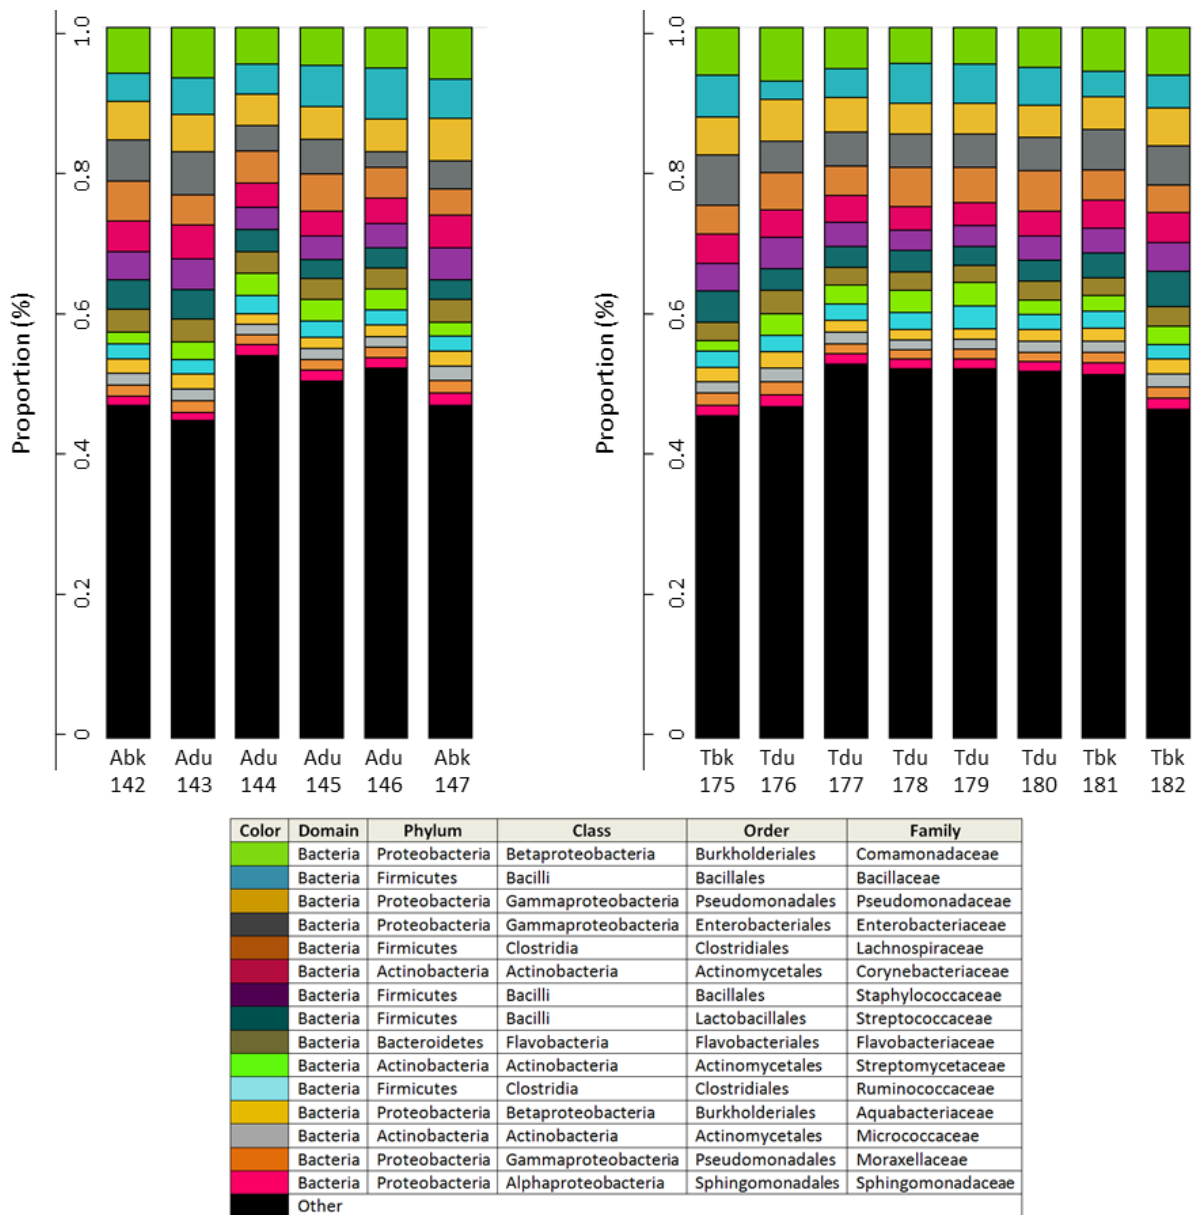 Proportion (%)
1.0
0.8
0.6
0.4
0.2
0
Abk 142
Adu 143
Adu 144
Adu 145
Adu 146
Abk 147
Proportion (%)
1.0
0.8
0.6
0.4
0.2
0
Tbk 175
Tdu 176
Tdu 177
Tdu 178
Tdu 179
Tdu 180
Tbk 181
Tbk 182
Color Domain Phylum Class Order Family
Bacteria Proteobacteria Betaproteobacteria Burkholderiales Comamonadaceae
Bacteria Firmicutes Bacilli Bacillales Bacillaceae
Bacteria Proteobacteria Gammaproteobacteria Pseudomonadales Pseudomonadaceae
Bacteria Proteobacteria Gammaproteobacteria Enterobacteriales Enterobacteriaceae
Bacteria Firmicutes Clostridia Clostridiales Lachnospiraceae
Bacteria Actinobacteria Actinobacteria Actinomycetales Corynebacteriaceae
Bacteria Firmicutes Bacilli Bacillales Staphylococcaceae
Bacteria Firmicutes Bacilli Lactobacillales Streptococcaceae
Bacteria Bacteroidetes Flavobacteria Flavobacteriales Flavobacteriaceae
Bacteria Actinobacteria Actinobacteria Actinomycetales Streptomycetaceae
Bacteria Firmicutes Clostridia Clostridiales Ruminococcaceae
Bacteria Proteobacteria Betaproteobacteria Burkholderiales Aquabacteriaceae
Bacteria Actinobacteria Actinobacteria Actinomycetales Micrococcaceae
Bacteria Proteobacteria Gammaproteobacteria Pseudomonadales Moraxellaceae
Bacteria Proteobacteria Alphaproteobacteria Sphingomonadales Sphingomonadaceae
Other